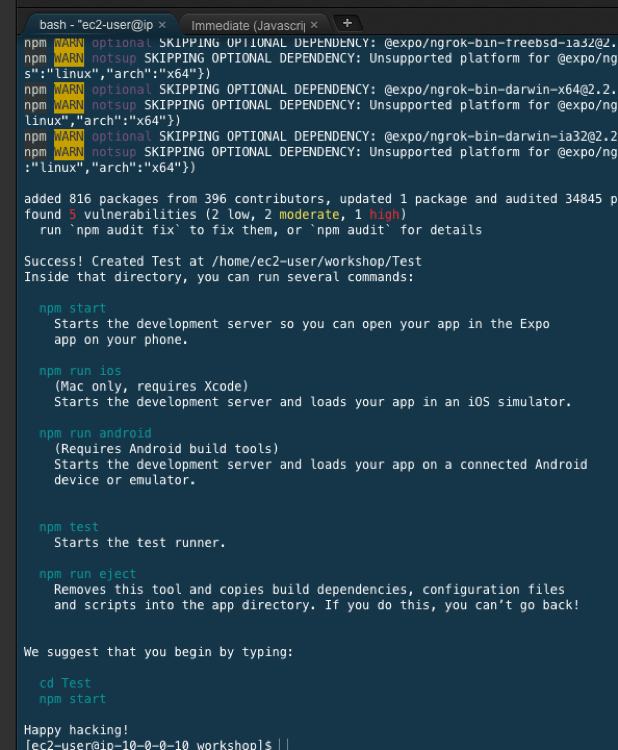 bash - "ec2-user@ip × Immediate (Javascri × +
npm WARN optional SKIPPING OPTIONAL DEPENDENCY: @expo/ngrok-bin-freebsd-ia32@2.
npm WARN notsup SKIPPING OPTIONAL DEPENDENCY: Unsupported platform for @expo/ng
s":"linux","arch":"x64"})
npm WARN optional SKIPPING OPTIONAL DEPENDENCY: @expo/ngrok-bin-darwin-x64@2.2.
npm WARN notsup SKIPPING OPTIONAL DEPENDENCY: Unsupported platform for @expo/ng
linux","arch":"x64"})
npm WARN optional SKIPPING OPTIONAL DEPENDENCY: @expo/ngrok-bin-darwin-ia32@2.2
npm WARN notsup SKIPPING OPTIONAL DEPENDENCY: Unsupported platform for @expo/ng
:"linux","arch":"x64"})
added 816 packages from 396 contributors, updated 1 package and audited 34845 p
found 5 vulnerabilities (2 low, 2 moderate, 1 high)
run `npm audit fix` to fix them, or `npm audit` for details
Success! Created Test at /home/ec2-user/workshop/Test
Inside that directory, you can run several commands:
npm start
Starts the development server so you can open your app in the Expo
app on your phone.
npm run ios
(Mac only, requires Xcode)
Starts the development server and loads your app in an iOS simulator.
npm run android
(Requires Android build tools)
Starts the development server and loads your app on a connected Android
device or emulator.
npm test
Starts the test runner.
npm run eject
Removes this tool and copies build dependencies, configuration files
and scripts into the app directory. If you do this, you can’t go back!
We suggest that you begin by typing:
cd Test
npm start
Happy hacking!
[ec2-user@ip-10-0-0-10 workshop]$